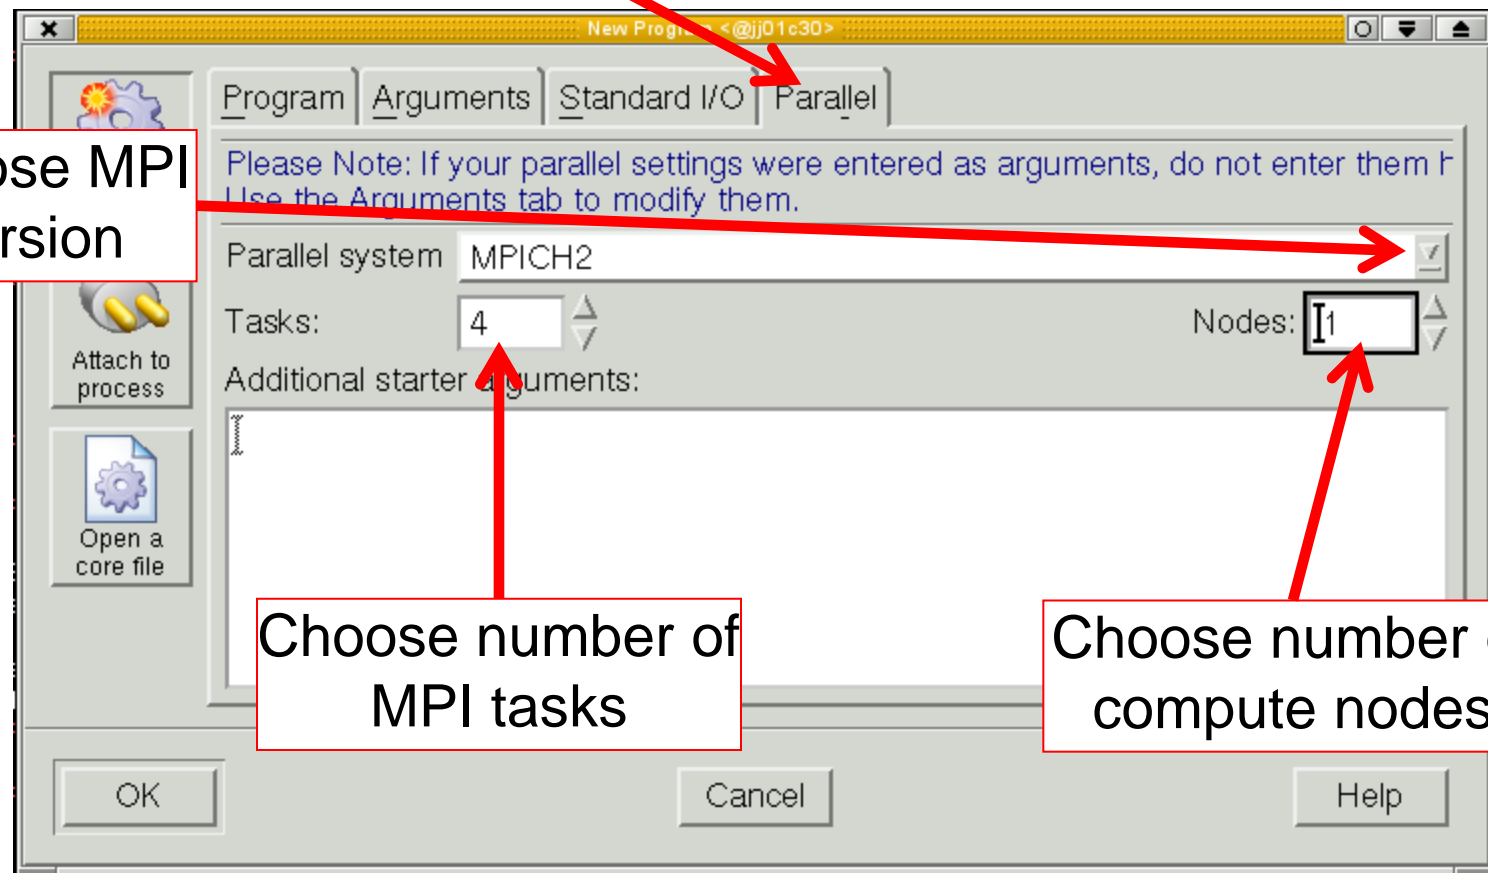 New Program <@jj01c30>
Program Arguments Standard I/O Parallel
Please Note: If your parallel settings were entered as arguments, do not enter them
Use the Arguments tab to modify them.
MPI
Parallel system MPICH2
Tasks: 4 Nodes: 1
Attach to
process
Additional starter arguments:
Open a
core file
Choose number of
MPI tasks
Choose number
compute nodes
OK Cancel Help